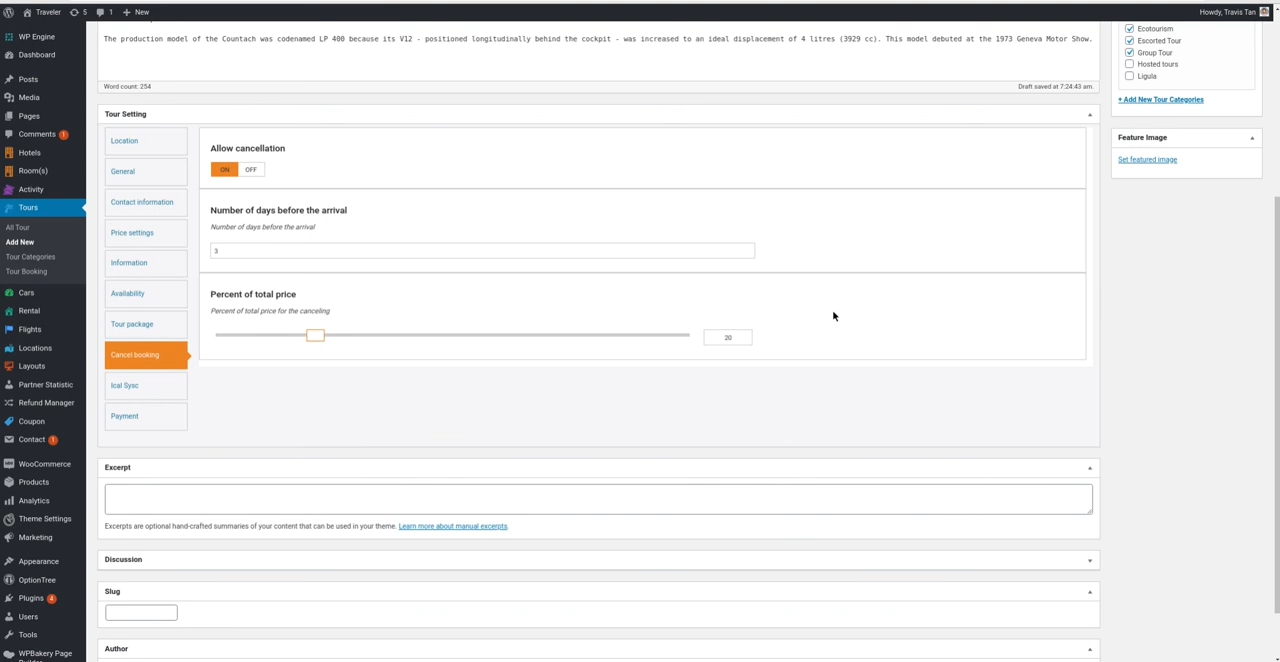 Traveler
5
1
New
Howdy, Travis Tan
WP Engine
Dashboard
Posts
Media
Pages
Comments 1
Hotels
Room(s)
Activity
Tours
All Tour
Add New
Tour Categories
Tour Booking
Cars
Rental
Flights
Locations
Layouts
Partner Statistic
Refund Manager
Coupon
Contact 1
WooCommerce
Products
Analytics
Theme Settings
Marketing
Appearance
OptionTree
Plugins 4
Users
Tools
WPBakery Page
The production model of the Countach was codenamed LP 400 because its V12 - positioned longitudinally behind the cockpit - was increased to an ideal displacement of 4 litres (3929 cc). This model debuted at the 1973 Geneva Motor Show.
Word count: 254
Draft saved at 7:24:43 am.
Tour Setting
Location
General
Contact information
Price settings
Information
Availability
Tour package
Cancel booking
Ical Sysc
Payment
Allow cancellation
ON OFF
Number of days before the arrival
Number of days before the arrival
3
Percent of total price
Percent of total price for the canceling
20
Excerpt
Excerpts are optional hand-crafted summaries of your content that can be used in your theme. Learn more about manual excerpts.
Discussion
Slug
Author
Ecotourism
Escorted Tour
Group Tour
Hosted tours
Ligula
+ Add New Tour Categories
Feature Image
Set featured image